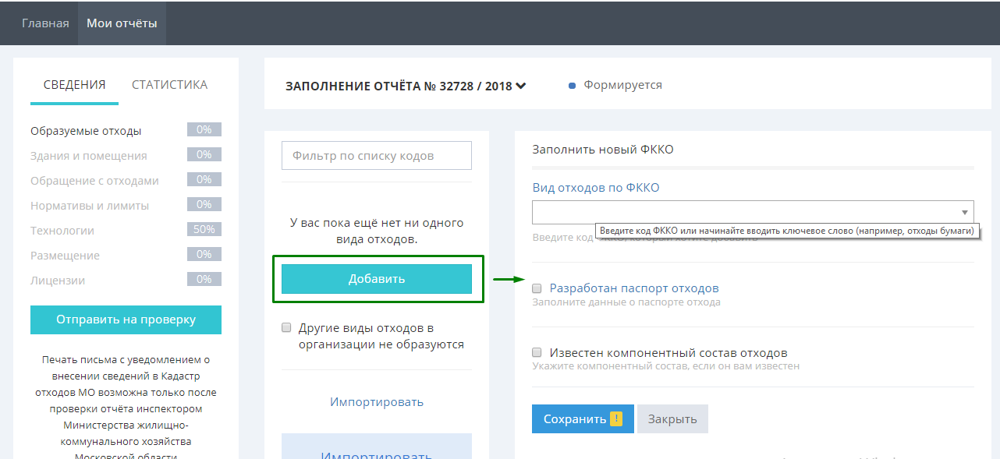 Главная Мои отчёты
СВЕДЕНИЯ СТАТИСТИКА
Образуемые отходы 0%
Здания и помещения 0%
Обращение с отходами 0%
Нормативы и лимиты 0%
Технологии 50%
Размещение 0%
Лицензии 0%
Отправить на проверку
Печать письма с уведомлением о
внесении сведений в Кадастр
отходов МО возможна только после
проверки отчёта инспектором
Министерства жилищно-
коммунального хозяйства
Московской области
ЗАПОЛНЕНИЕ ОТЧЁТА № 32728 / 2018
Формируется
Фильтр по списку кодов
У вас пока ещё нет ни одного
вида отходов.
Добавить
Другие виды отходов в
организации не образуются
Импортировать
Импортировать
Заполнить новый ФККО
Вид отходов по ФККО
Введите код ФККО или начинайте вводить ключевое слово (например, отходы бумаги)
Введите код ФККО, который хотите добавить
Разработан паспорт отходов
Заполните данные о паспорте отхода
Известен компонентный состав отходов
Укажите компонентный состав, если он вам известен
Сохранить ! Закрыть